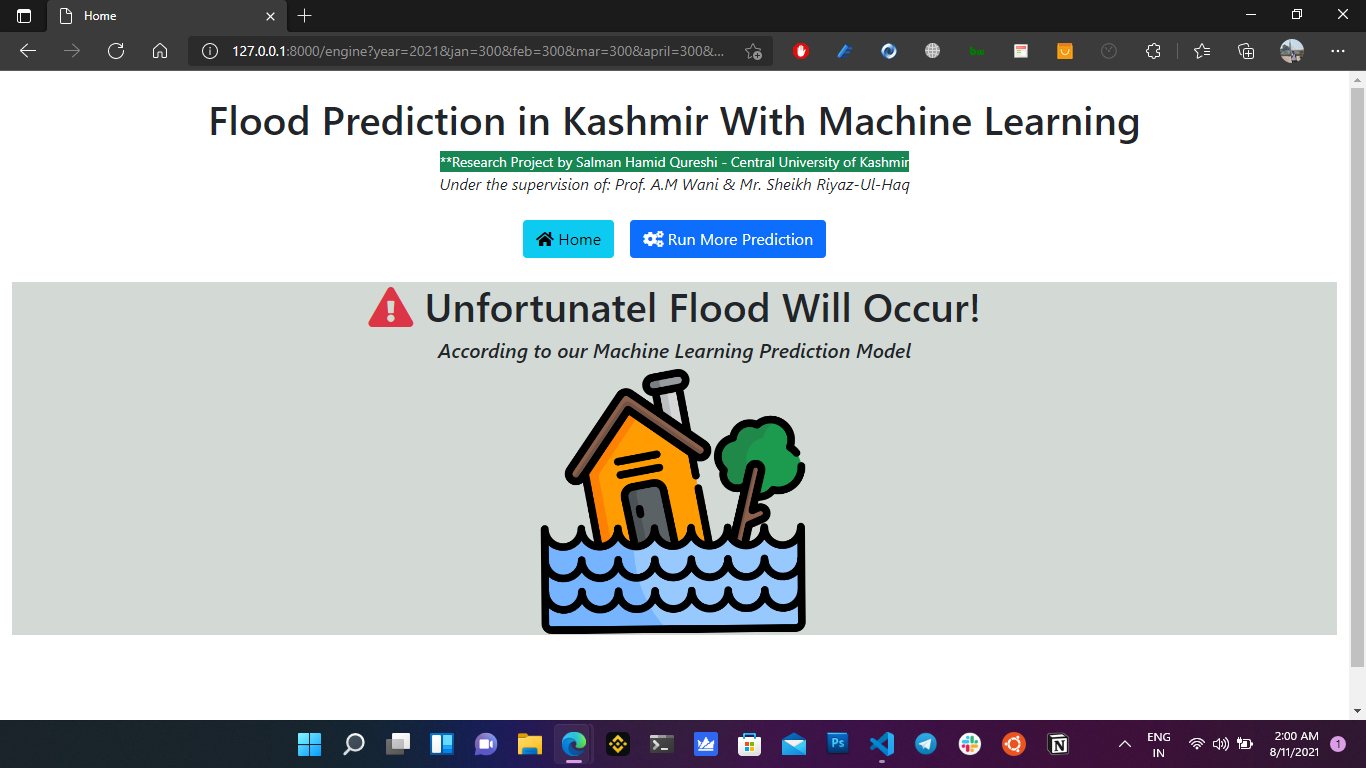 Home
127.0.0.1:8000/engine?year=2021&jan=300&feb=300&mar=300&april=300&...
Flood Prediction in Kashmir With Machine Learning
**Research Project by Salman Hamid Qureshi - Central University of Kashmir
Under the supervision of: Prof. A.M Wani & Mr. Sheikh Riyaz-Ul-Haq
Home
Run More Prediction
Unfortunatel Flood Will Occur!
According to our Machine Learning Prediction Model
Ps
ENG
IN
2:00 AM
8/11/2021
1